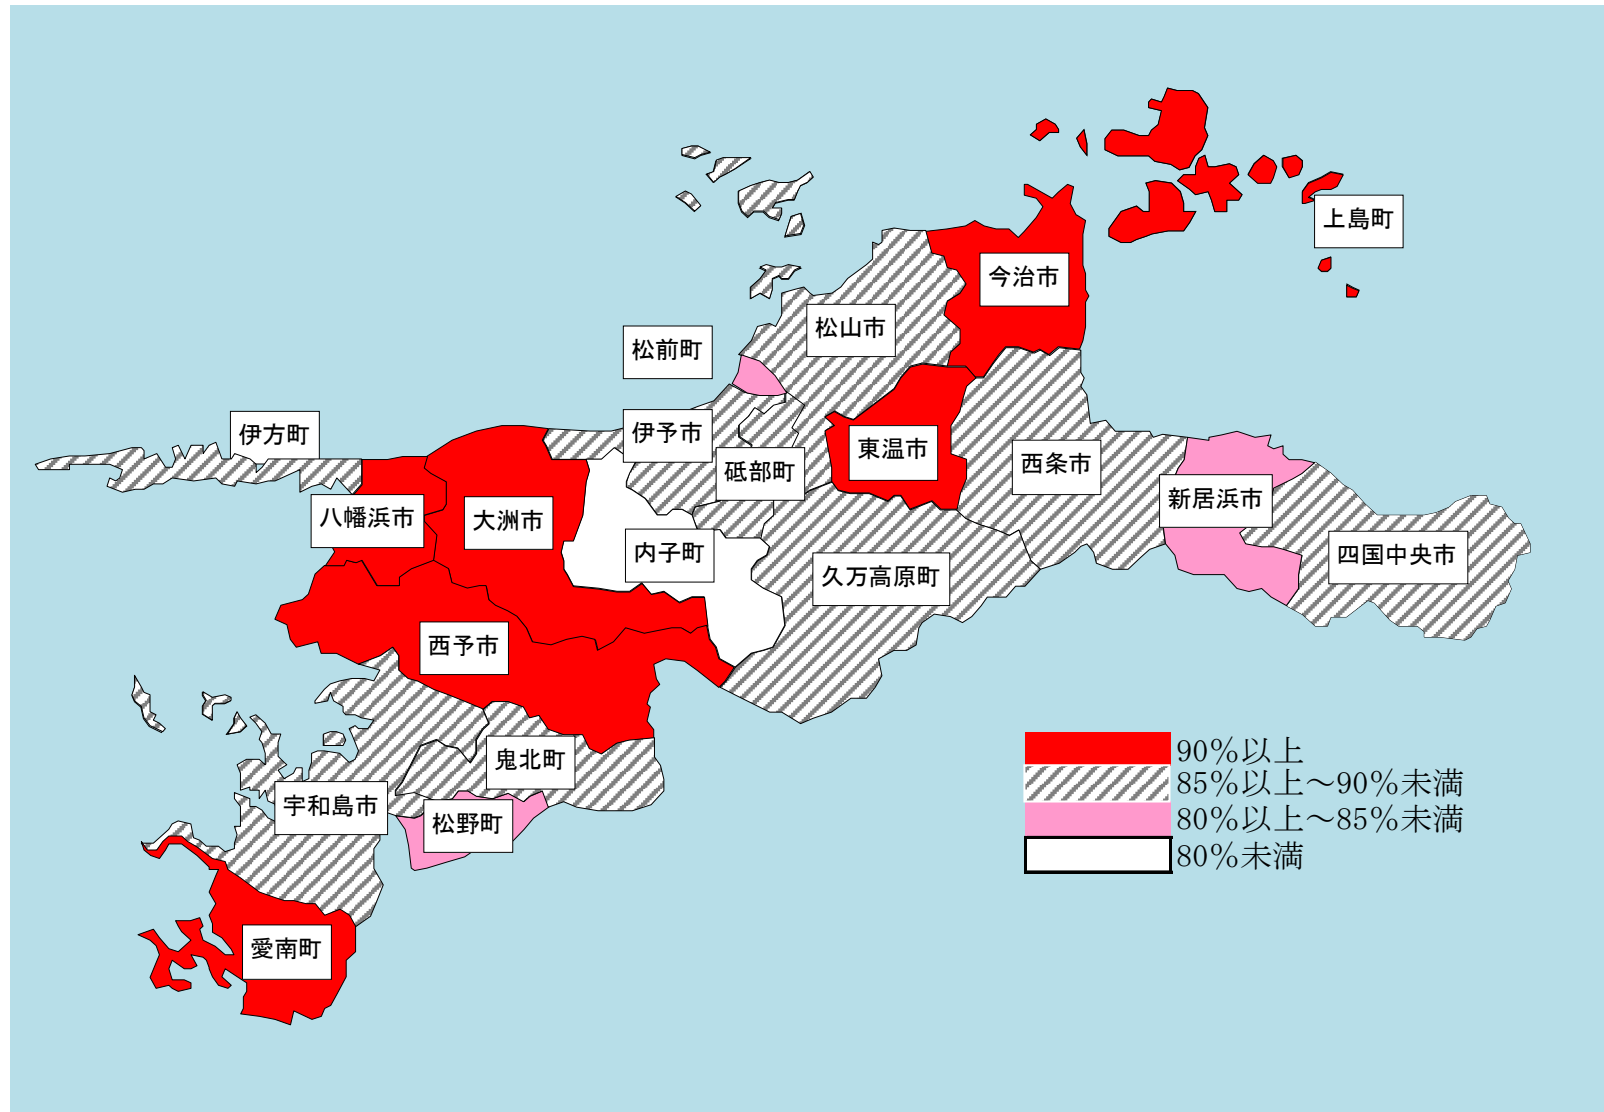 上島町
今治市
松山市
松前町
伊予市
伊方町
東温市
砥部町
西条市
新居浜市
八幡浜市
大洲市
内子町
久万高原町
四国中央市
西予市
鬼北町
宇和島市
松野町
愛南町
90％以上
85％以上～90％未満
80％以上～85％未満
80％未満